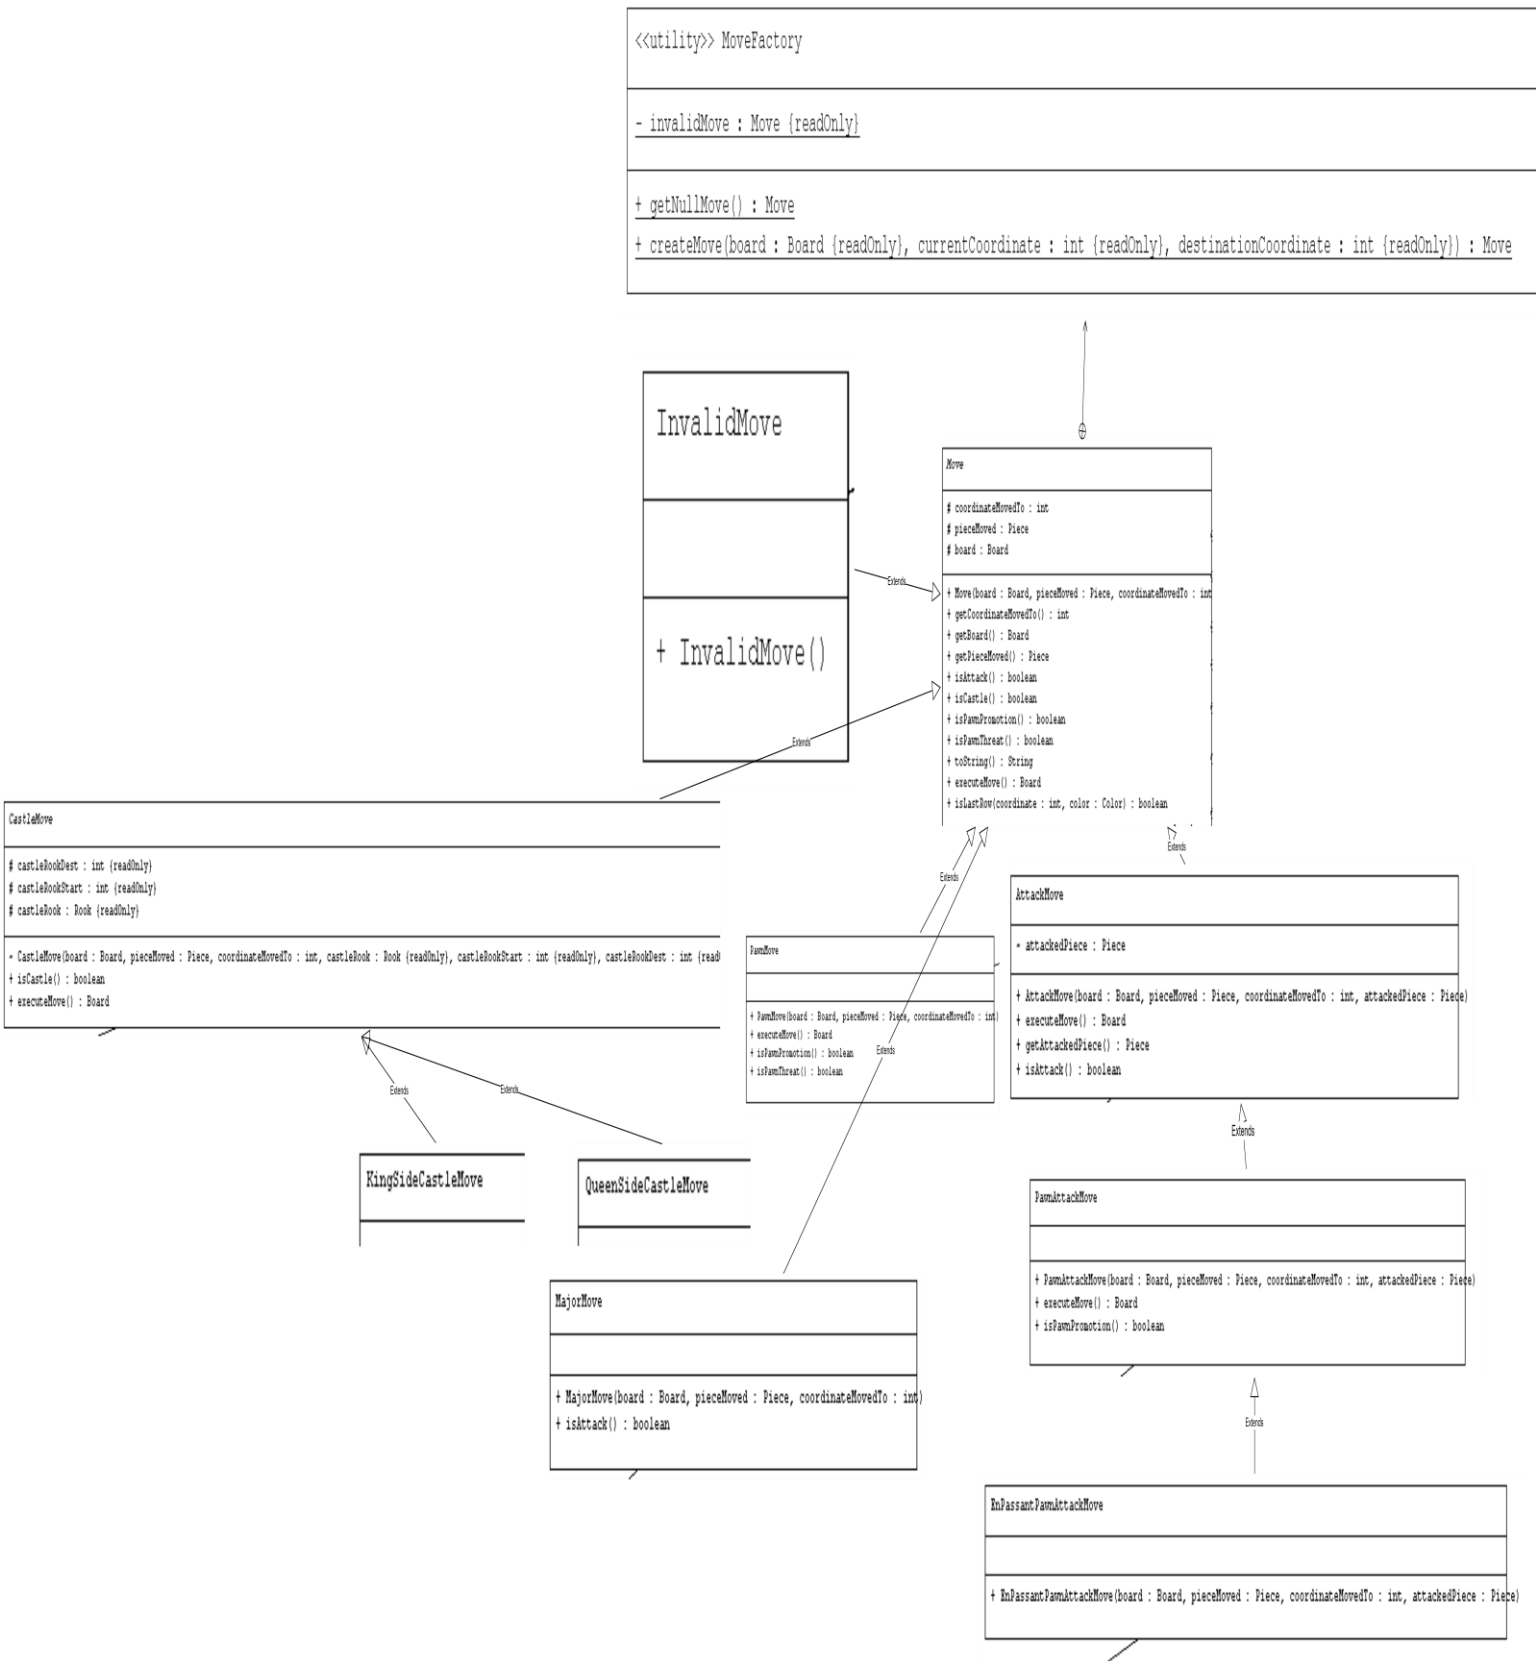 <<utility>> MoveFactory
- invalidMove : Move {readOnly}
+ getNullMove() : Move
+ createMove(board : Board {readOnly}, currentCoordinate : int {readOnly}, destinationCoordinate : int {readOnly}) : Move
InvalidMove
+ InvalidMove()
Extends
Move
# coordinateMovedTo : int
# pieceMoved : Piece
# board : Board
+ Move(board : Board, pieceMoved : Piece, coordinateMovedTo : int
+ getCoordinateMovedTo() : int
+ getBoard() : Board
+ getPieceMoved() : Piece
+ isAttack() : boolean
+ isCastle() : boolean
+ isPawnPromotion() : boolean
+ isPawnThreat() : boolean
+ toString() : String
+ executeMove() : Board
+ isLastRow(coordinate : int, color : Color) : boolean
Extends
CastleMove
# castleRookDest : int {readOnly}
# castleRookStart : int {readOnly}
# castleRook : Rook {readOnly}
~ CastleMove(board : Board, pieceMoved : Piece, coordinateMovedTo : int, castleRook : Rook {readOnly}, castleRookStart : int {readOnly}, castleRookDest : int {read
+ isCastle() : boolean
+ executeMove() : Board
Extends
Extends
PawnMove
+ PawnMove(board : Board, pieceMoved : Piece, coordinateMovedTo : int)
+ executeMove() : Board
+ isPawnPromotion() : boolean
+ isPawnThreat() : boolean
Extends
AttackMove
~ attackedPiece : Piece
+ AttackMove(board : Board, pieceMoved : Piece, coordinateMovedTo : int, attackedPiece : Piece)
+ executeMove() : Board
+ getAttackedPiece() : Piece
+ isAttack() : boolean
Extends
Extends
Extends
KingSideCastleMove
QueenSideCastleMove
PawnAttackMove
+ PawnAttackMove(board : Board, pieceMoved : Piece, coordinateMovedTo : int, attackedPiece : Piece)
+ executeMove() : Board
+ isPawnPromotion() : boolean
MajorMove
+ MajorMove(board : Board, pieceMoved : Piece, coordinateMovedTo : int)
+ isAttack() : boolean
Extends
EnPassantPawnAttackMove
+ EnPassantPawnAttackMove(board : Board, pieceMoved : Piece, coordinateMovedTo : int, attackedPiece : Piece)